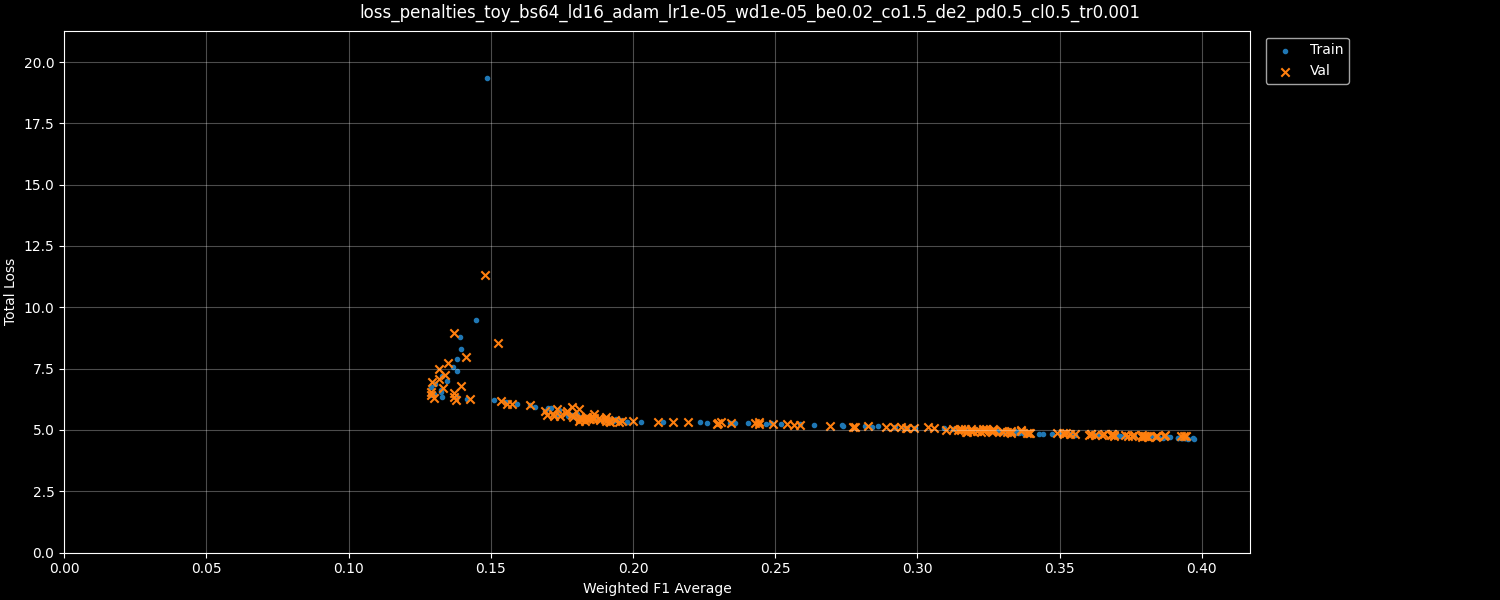 loss_penalties_toy_bs64_ld16_adam_lr1e-05_wd1e-05_be0.02_co1.5_de2_pd0.5_cl0.5_tr0.001
Train
Val
Total Loss
20.0
17.5
15.0
12.5
10.0
7.5
5.0
2.5
0.0
0.00 0.05 0.10 0.15 0.20 0.25 0.30 0.35 0.40
Weighted F1 Average